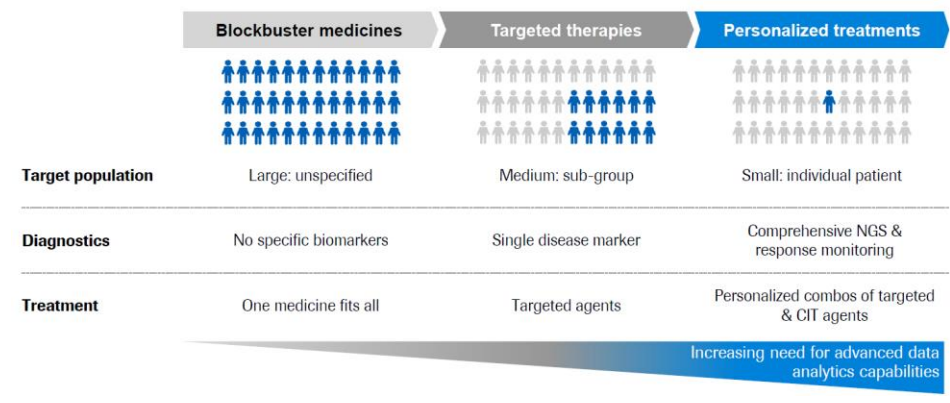 Blockbuster medicines
Targeted therapies
Personalized treatments
Target population
Large: unspecified
Medium: sub-group
Small: individual patient
Diagnostics
No specific biomarkers
Single disease marker
Comprehensive NGS &
response monitoring
Treatment
One medicine fits all
Targeted agents
Personalized combos of targeted
& CIT agents
Increasing need for advanced data
analytics capabilities